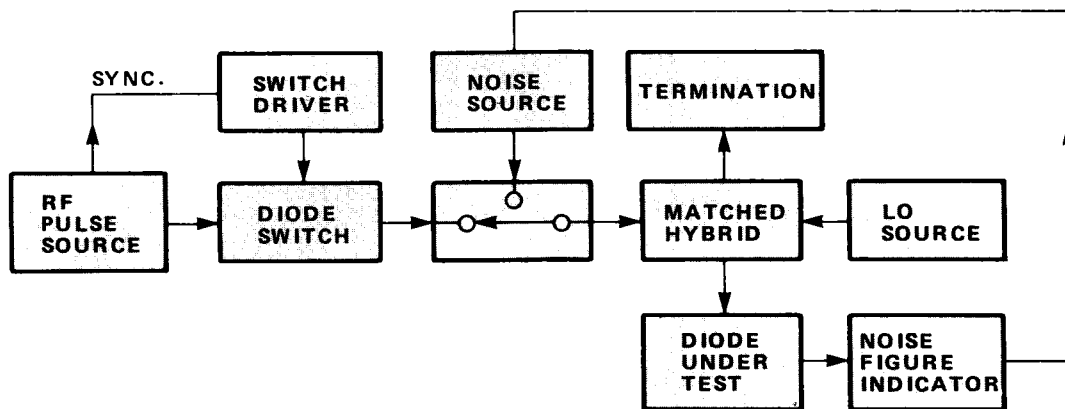 SYNC.
SWITCH
DRIVER
NOISE
SOURCE
TERMINATION
RF
PULSE
SOURCE
DIODE
SWITCH
MATCHED
HYBRID
LO
SOURCE
DIODE
UNDER
TEST
NOISE
FIGURE
INDICATOR